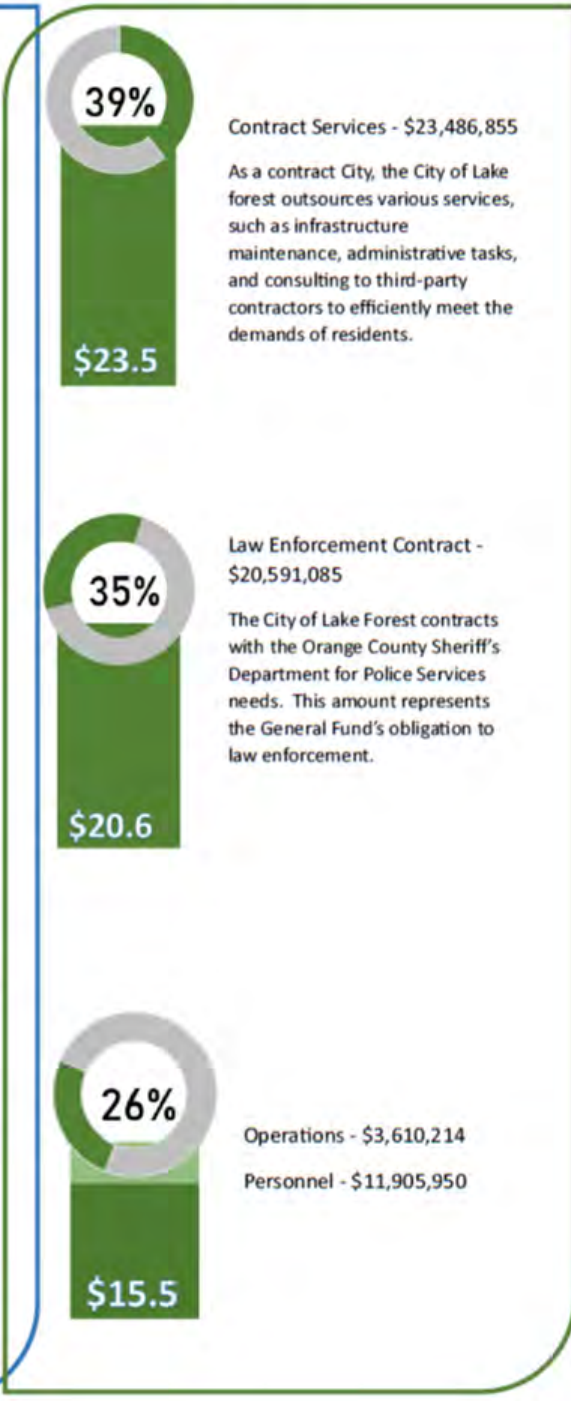 39%
Contract Services - $23,486,855
As a contract City, the City of Lake
forest outsources various services,
such as infrastructure
maintenance, administrative tasks,
and consulting to third-party
contractors to efficiently meet the
demands of residents.
$23.5
35%
Law Enforcement Contract -
$20,591,085
The City of Lake Forest contracts
with the Orange County Sheriff's
Department for Police Services
needs.  This amount represents
the General Fund's obligation to
law enforcement.
$20.6
26%
Operations - $3,610,214
Personnel - $11,905,950
$15.5